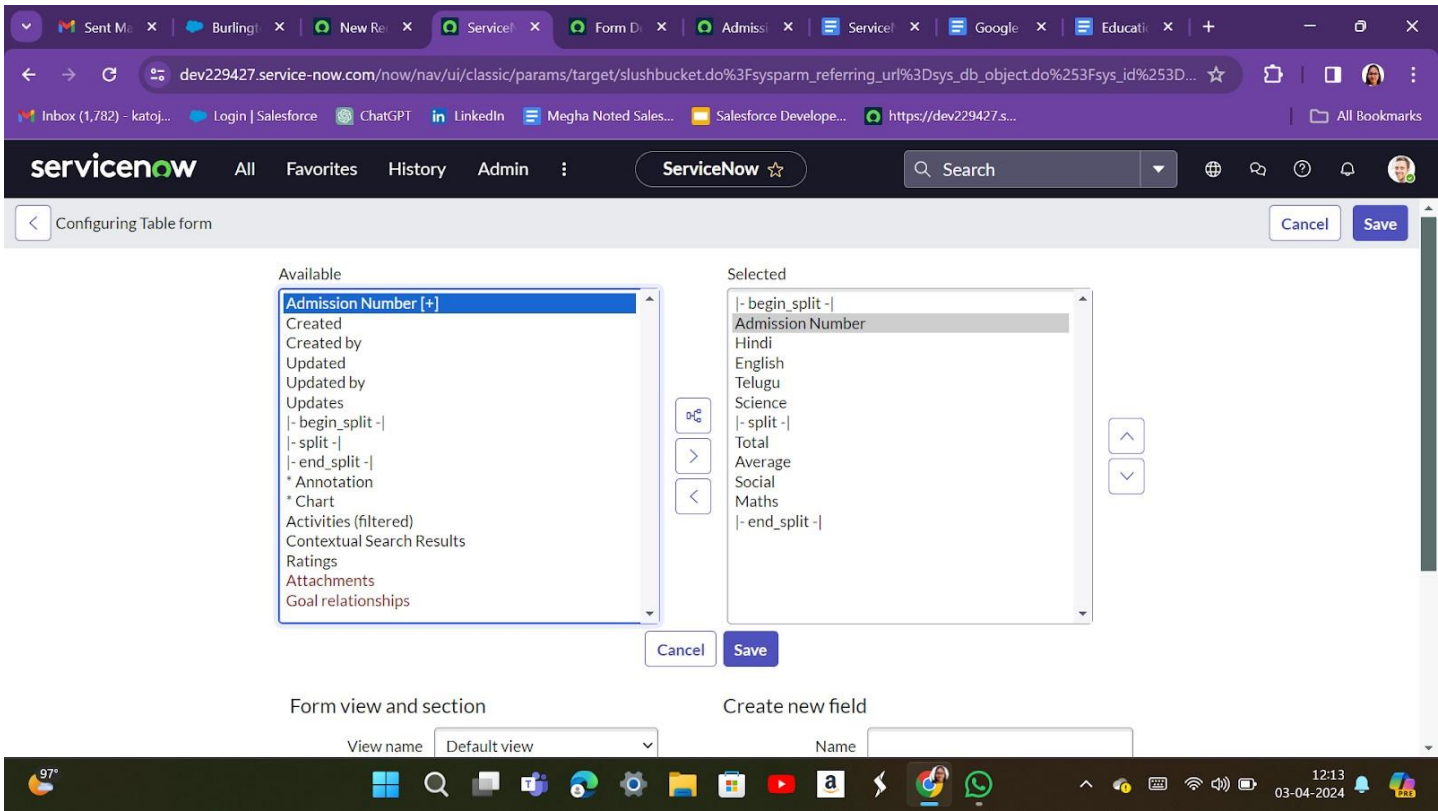 Sent Ma
Burlingt
New Re
Service
Form D
Admissi
Service
Google
Educati
dev229427.service-now.com/now/nav/ui/classic/params/target/slushbucket.do%3Fsysparm_referring_url%3Dsys_db_object.do%253Fsys_id%253D...
Inbox (1,782) - katoj...
Login | Salesforce
ChatGPT
in LinkedIn
Megha Noted Sales...
Salesforce Develope...
https://dev229427.s...
All Bookmarks
servicenow
All
Favorites
History
Admin
ServiceNow
Search
Configuring Table form
Cancel
Save
Available
Admission Number [+]
Created
Created by
Updated
Updated by
Updates
|- begin_split -|
|- split -|
|- end_split -|
* Annotation
* Chart
Activities (filtered)
Contextual Search Results
Ratings
Attachments
Goal relationships
Selected
|- begin_split -|
Admission Number
Hindi
English
Telugu
Science
|- split -|
Total
Average
Social
Maths
|- end_split -|
Cancel
Save
Form view and section
View name
Default view
Create new field
Name
97°
a
12:13
03-04-2024
PRE